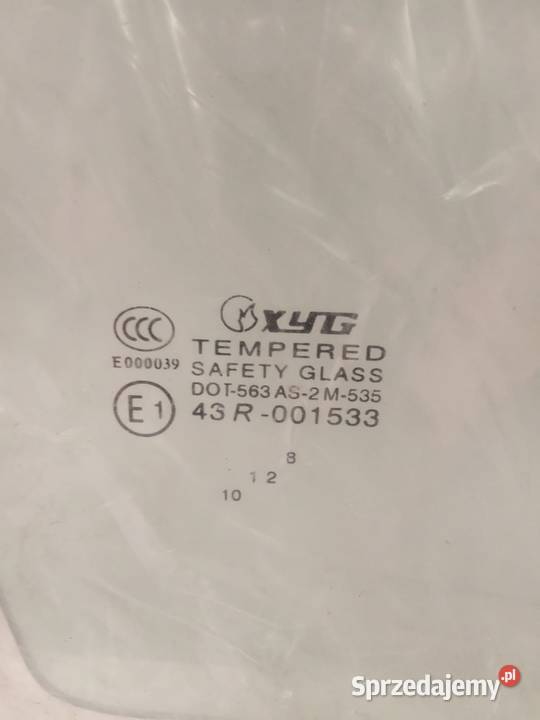 XYG
CCC
TEMPERED
E000039
SAFETY GLASS
DOT-563 AS-2 M-535
E1
43R-001533
8
1 2
10
Sprzedajemy.pl